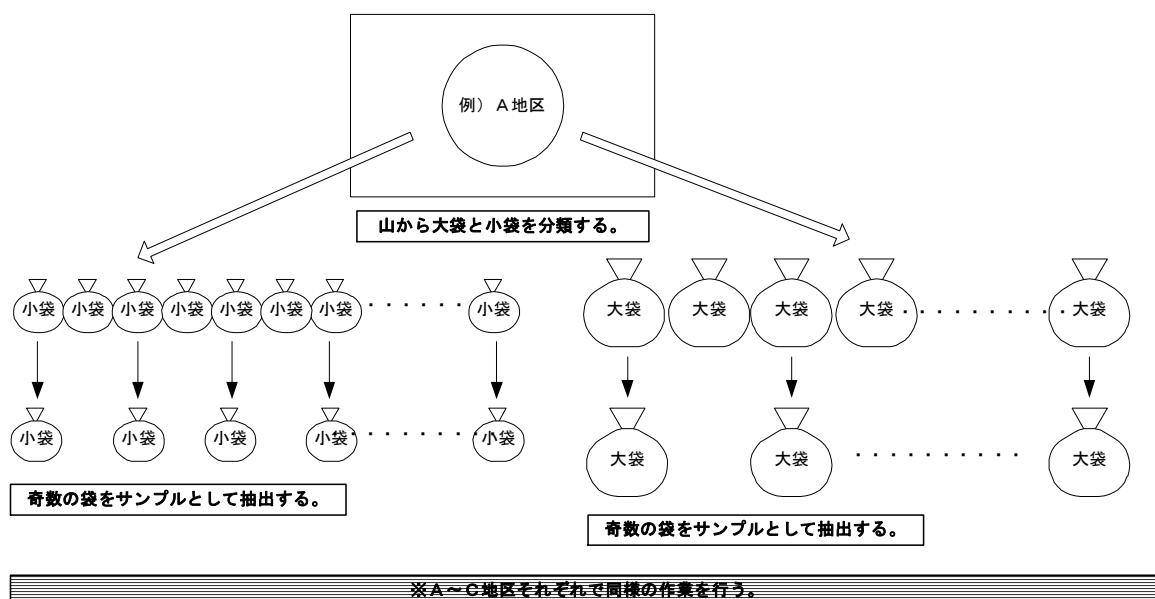 例）Ａ地区
山から大袋と小袋を分類する。
小袋 小袋 小袋 小袋 小袋 小袋 小袋 ・・・・・・ 小袋
大袋 大袋 大袋 大袋 ・・・・・・・・・・ 大袋
小袋 小袋 小袋 小袋 ・・・・・・・・ 小袋
大袋 大袋 ・・・・・・・・・・ 大袋
奇数の袋をサンプルとして抽出する。
奇数の袋をサンプルとして抽出する。
※Ａ～Ｃ地区それぞれで同様の作業を行う。